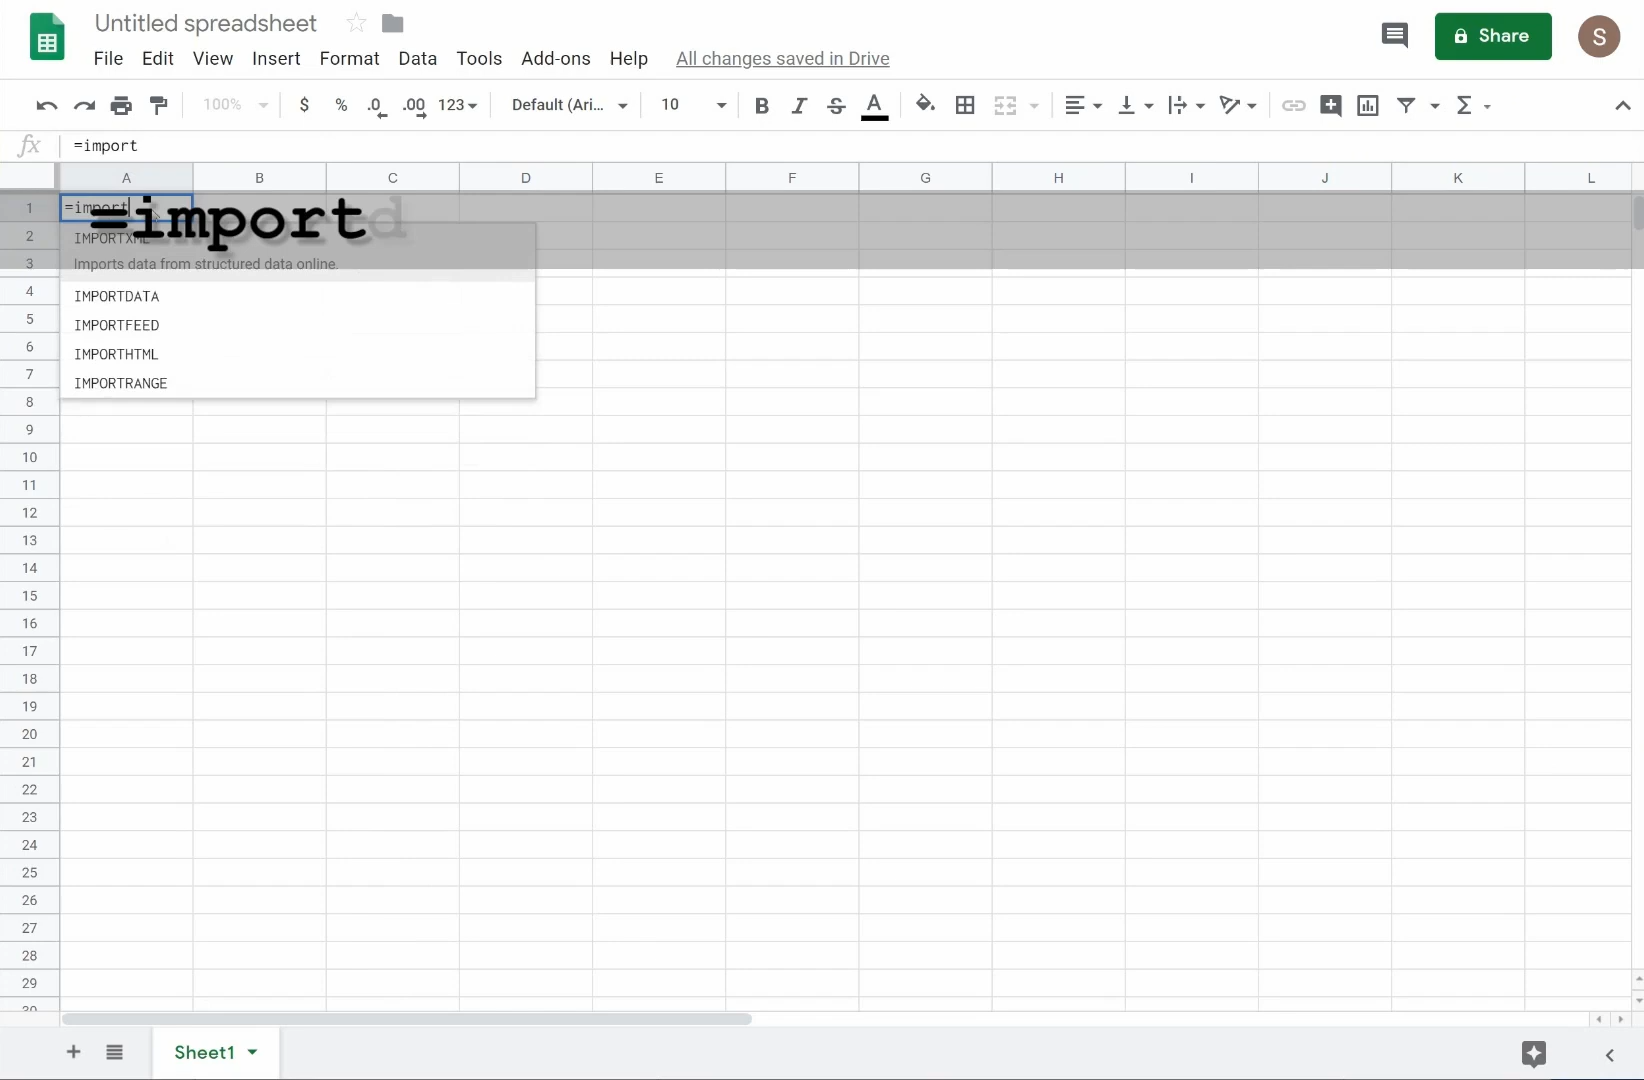 Untitled spreadsheet
File Edit View Insert Format Data Tools Add-ons Help All changes saved in Drive
Share
S
100% $ % .0 .00 123 Default (Ari... 10 B I S A Σ
fx =import
A B C D E F G H I J K L
1 =import
=import
2 IMPORTXML
3 Imports data from structured data online.
4 IMPORTDATA
5 IMPORTFEED
6 IMPORTHTML
7 IMPORTRANGE
8
9
10
11
12
13
14
15
16
17
18
19
20
21
22
23
24
25
26
27
28
29
30
Sheet1